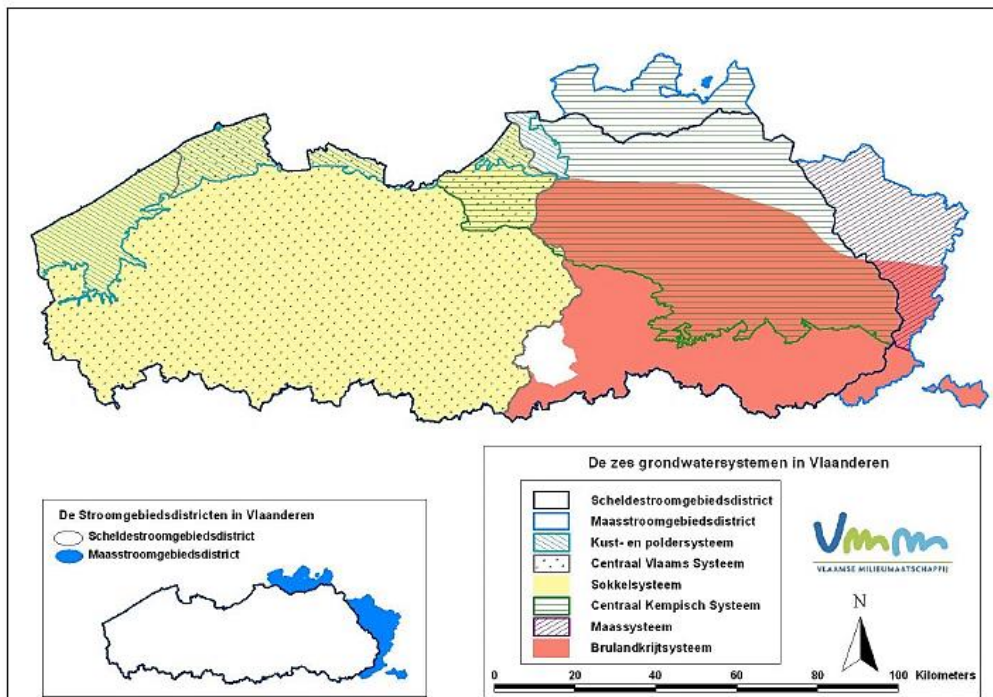 De zes grondwatersystemen in Vlaanderen
Scheldestroomgebiedsdistrict
Maasstroomgebiedsdistrict
Kust- en poldersysteem
Centraal Vlaams Systeem
Sokkelsysteem
Centraal Kempisch Systeem
Maassysteem
Brulandkrijtsysteem
vmm
VLAAMSE MILIEUMAATSCHAPPIJ
N
0 20 40 60 80 100 Kilometers
De Stroomgebiedsdistricten in Vlaanderen
Scheldestroomgebiedsdistrict
Maasstroomgebiedsdistrict